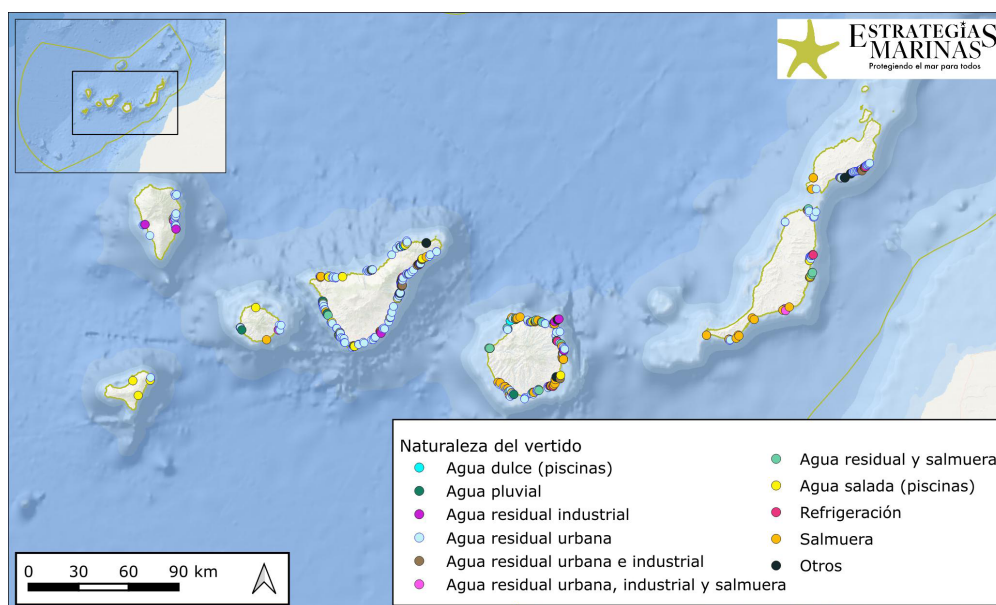 ESTRATEGIAS
MARINAS
Protegiendo el mar para todos
Naturaleza del vertido
Agua dulce (piscinas)
Agua pluvial
Agua residual industrial
Agua residual urbana
Agua residual urbana e industrial
Agua residual urbana, industrial y salmuera
Agua residual y salmuera
Agua salada (piscinas)
Refrigeración
Salmuera
Otros
0 30 60 90 km